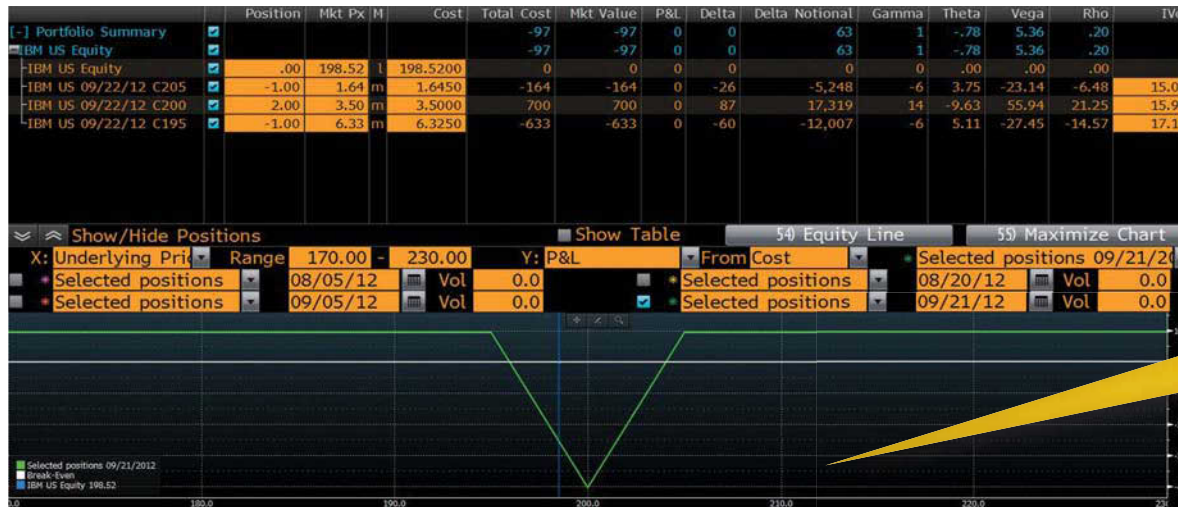 Position Mkt Px M Cost Total Cost Mkt Value P&L Delta Delta Notional Gamma Theta Vega Rho
[-] Portfolio Summary -97 -97 0 0 63 1 -.78 5.36 .20
IBM US Equity -97 -97 0 0 63 1 -.78 5.36 .20
IBM US Equity .00 198.52 l 198.5200 0 0 0 0 0 0 .00 .00 .00
IBM US 09/22/12 C205 -1.00 1.64 m 1.6450 -164 -164 0 -26 -5,248 -6 3.75 -23.14 -6.48 15.0
IBM US 09/22/12 C200 2.00 3.50 m 3.5000 700 700 0 87 17,319 14 -9.63 55.94 21.25 15.9
IBM US 09/22/12 C195 -1.00 6.33 m 6.3250 -633 -633 0 -60 -12,007 -6 5.11 -27.45 -14.57 17.1
Show/Hide Positions Show Table 54) Equity Line 55) Maximize Chart
X: Underlying Pric Range 170.00 - 230.00 Y: P&L From Cost Selected positions 09/21/20
Selected positions 08/05/12 Vol 0.0 Selected positions 08/20/12 Vol 0.0
Selected positions 09/05/12 Vol 0.0 Selected positions 09/21/12 Vol 0.0
Selected positions 09/21/2012
Break-Even
IBM US Equity 198.52
180.0 190.0 200.0 210.0 220.0